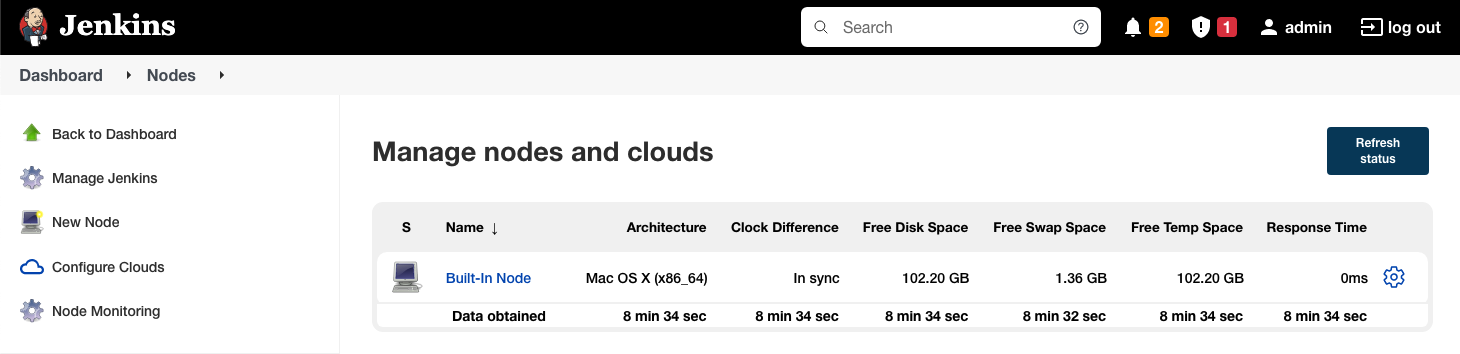 Jenkins
Search
2
1
admin
log out
Dashboard
Nodes
Back to Dashboard
Manage Jenkins
New Node
Configure Clouds
Node Monitoring
Manage nodes and clouds
Refresh
status
S Name ↓ Architecture Clock Difference Free Disk Space Free Swap Space Free Temp Space Response Time
Built-In Node Mac OS X (x86_64) In sync 102.20 GB 1.36 GB 102.20 GB 0ms
Data obtained 8 min 34 sec 8 min 34 sec 8 min 34 sec 8 min 32 sec 8 min 34 sec 8 min 34 sec